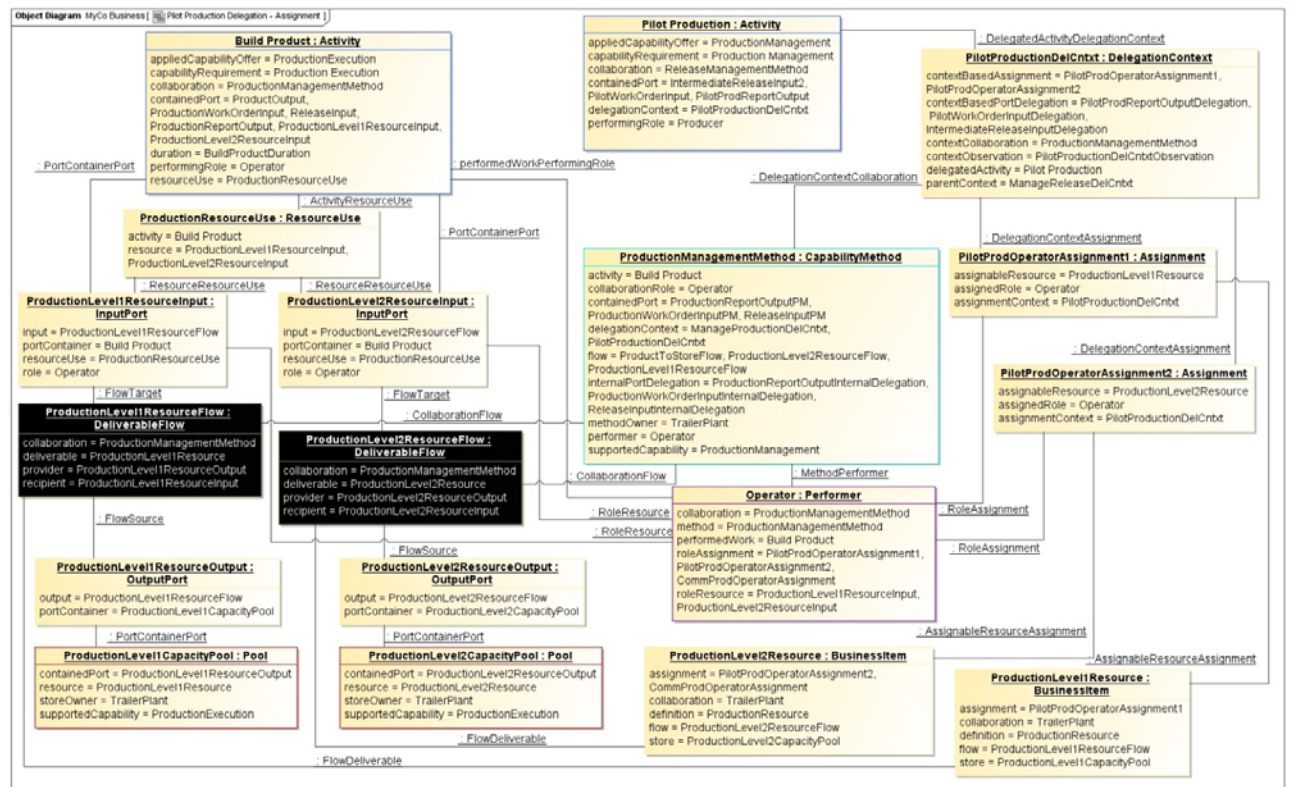 Object Diagram MyCo Business [ Pilot Production Delegation - Assignment ]
Build Product : Activity
appliedCapabilityOffer = ProductionExecution
capabilityRequirement = Production Execution
collaboration = ProductionManagementMethod
containedPort = ProductOutput,
ProductionWorkOrderInput, ReleaseInput,
ProductionReportOutput, ProductionLevel1ResourceInput,
ProductionLevel2ResourceInput
duration = BuildProductDuration
performingRole = Operator
resourceUse = ProductionResourceUse
Pilot Production : Activity
appliedCapabilityOffer = ProductionManagement
capabilityRequirement = Production Management
collaboration = ReleaseManagementMethod
containedPort = IntermediateReleaseInput2,
PilotWorkOrderInput, PilotProdReportOutput
delegationContext = PilotProductionDelCntxt
performingRole = Producer
: DelegatedActivityDelegationContext
PilotProductionDelCntxt : DelegationContext
contextBasedAssignment = PilotProdOperatorAssignment1,
PilotProdOperatorAssignment2
contextBasedPortDelegation = PilotProdReportOutputDelegation,
PilotWorkOrderInputDelegation,
IntermediateReleaseInputDelegation
contextCollaboration = ProductionManagementMethod
contextObservation = PilotProductionDelCntxtObservation
delegatedActivity = Pilot Production
parentContext = ManageReleaseDelCntxt
: PortContainerPort
: performedWorkPerformingRole
: DelegationContextCollaboration
: ActivityResourceUse
: PortContainerPort
ProductionResourceUse : ResourceUse
activity = Build Product
resource = ProductionLevel1ResourceInput,
ProductionLevel2ResourceInput
: DelegationContextAssignment
: ResourceResourceUse
: ResourceResourceUse
ProductionManagementMethod : CapabilityMethod
activity = Build Product
collaborationRole = Operator
containedPort = ProductionReportOutputPM,
ProductionWorkOrderInputPM, ReleaseInputPM
delegationContext = ManageProductionDelCntxt,
PilotProductionDelCntxt
flow = ProductToStoreFlow, ProductionLevel2ResourceFlow,
ProductionLevel1ResourceFlow
internalPortDelegation = ProductionReportOutputInternalDelegation,
ProductionWorkOrderInputInternalDelegation,
ReleaseInputInternalDelegation
methodOwner = TrailerPlant
performer = Operator
supportedCapability = ProductionManagement
PilotProdOperatorAssignment1 : Assignment
assignableResource = ProductionLevel1Resource
assignedRole = Operator
assignmentContext = PilotProductionDelCntxt
ProductionLevel1ResourceInput :
InputPort
input = ProductionLevel1ResourceFlow
portContainer = Build Product
resourceUse = ProductionResourceUse
role = Operator
ProductionLevel2ResourceInput :
InputPort
input = ProductionLevel2ResourceFlow
portContainer = Build Product
resourceUse = ProductionResourceUse
role = Operator
: DelegationContextAssignment
PilotProdOperatorAssignment2 : Assignment
assignableResource = ProductionLevel2Resource
assignedRole = Operator
assignmentContext = PilotProductionDelCntxt
: FlowTarget
: FlowTarget
: CollaborationFlow
ProductionLevel1ResourceFlow :
DeliverableFlow
collaboration = ProductionManagementMethod
deliverable = ProductionLevel1Resource
provider = ProductionLevel1ResourceOutput
recipient = ProductionLevel1ResourceInput
ProductionLevel2ResourceFlow :
DeliverableFlow
collaboration = ProductionManagementMethod
deliverable = ProductionLevel2Resource
provider = ProductionLevel2ResourceOutput
recipient = ProductionLevel2ResourceInput
: CollaborationFlow
: MethodPerformer
Operator : Performer
collaboration = ProductionManagementMethod
method = ProductionManagementMethod
performedWork = Build Product
roleAssignment = PilotProdOperatorAssignment1,
PilotProdOperatorAssignment2,
CommProdOperatorAssignment
roleResource = ProductionLevel1ResourceInput,
ProductionLevel2ResourceInput
: RoleAssignment
: RoleResource
: FlowSource
: RoleResource
: FlowSource
: RoleAssignment
ProductionLevel1ResourceOutput :
OutputPort
output = ProductionLevel1ResourceFlow
portContainer = ProductionLevel1CapacityPool
ProductionLevel2ResourceOutput :
OutputPort
output = ProductionLevel2ResourceFlow
portContainer = ProductionLevel2CapacityPool
: PortContainerPort
: PortContainerPort
: AssignableResourceAssignment
: AssignableResourceAssignment
ProductionLevel1CapacityPool : Pool
containedPort = ProductionLevel1ResourceOutput
resource = ProductionLevel1Resource
storeOwner = TrailerPlant
supportedCapability = ProductionExecution
ProductionLevel2CapacityPool : Pool
containedPort = ProductionLevel2ResourceOutput
resource = ProductionLevel2Resource
storeOwner = TrailerPlant
supportedCapability = ProductionExecution
ProductionLevel2Resource : BusinessItem
assignment = PilotProdOperatorAssignment2,
CommProdOperatorAssignment
collaboration = TrailerPlant
definition = ProductionResource
flow = ProductionLevel2ResourceFlow
store = ProductionLevel2CapacityPool
ProductionLevel1Resource :
BusinessItem
assignment = PilotProdOperatorAssignment1
collaboration = TrailerPlant
definition = ProductionResource
flow = ProductionLevel1ResourceFlow
store = ProductionLevel1CapacityPool
: FlowDeliverable
: FlowDeliverable